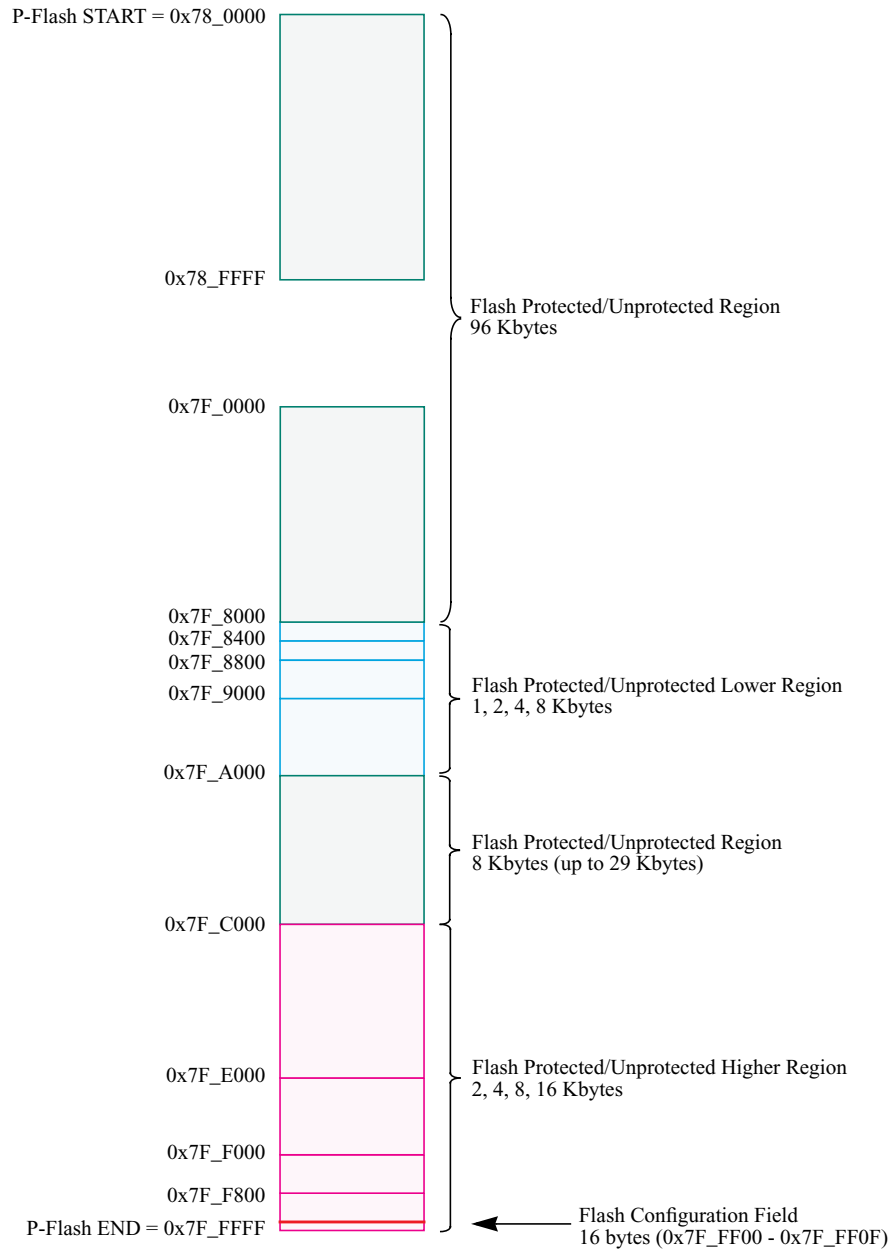 P-Flash START = 0x78_0000
0x78_FFFF
Flash Protected/Unprotected Region
96 Kbytes
0x7F_0000
0x7F_8000
0x7F_8400
0x7F_8800
0x7F_9000
Flash Protected/Unprotected Lower Region
1, 2, 4, 8 Kbytes
0x7F_A000
Flash Protected/Unprotected Region
8 Kbytes (up to 29 Kbytes)
0x7F_C000
Flash Protected/Unprotected Higher Region
2, 4, 8, 16 Kbytes
0x7F_E000
0x7F_F000
0x7F_F800
P-Flash END = 0x7F_FFFF
Flash Configuration Field
16 bytes (0x7F_FF00 - 0x7F_FF0F)